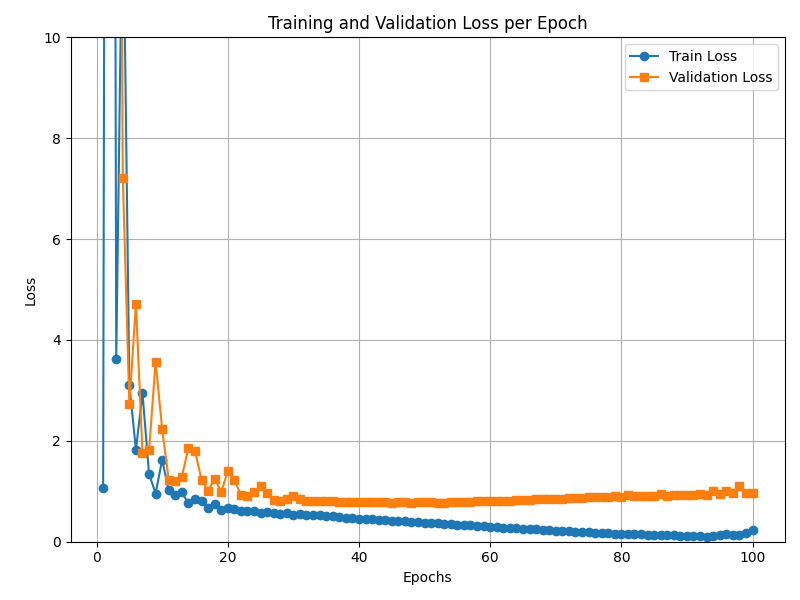 Training and Validation Loss per Epoch
Train Loss
Validation Loss
Loss
10
8
6
4
2
0
0 20 40 60 80 100
Epochs